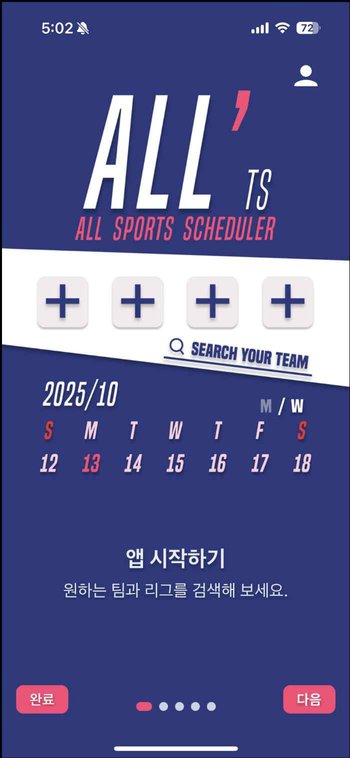 5:02
72
ALL'
TS
ALL SPORTS SCHEDULER
SEARCH YOUR TEAM
2025/10
M / W
S M T W T F S
12 13 14 15 16 17 18
앱 시작하기
원하는 팀과 리그를 검색해 보세요.
완료
다음